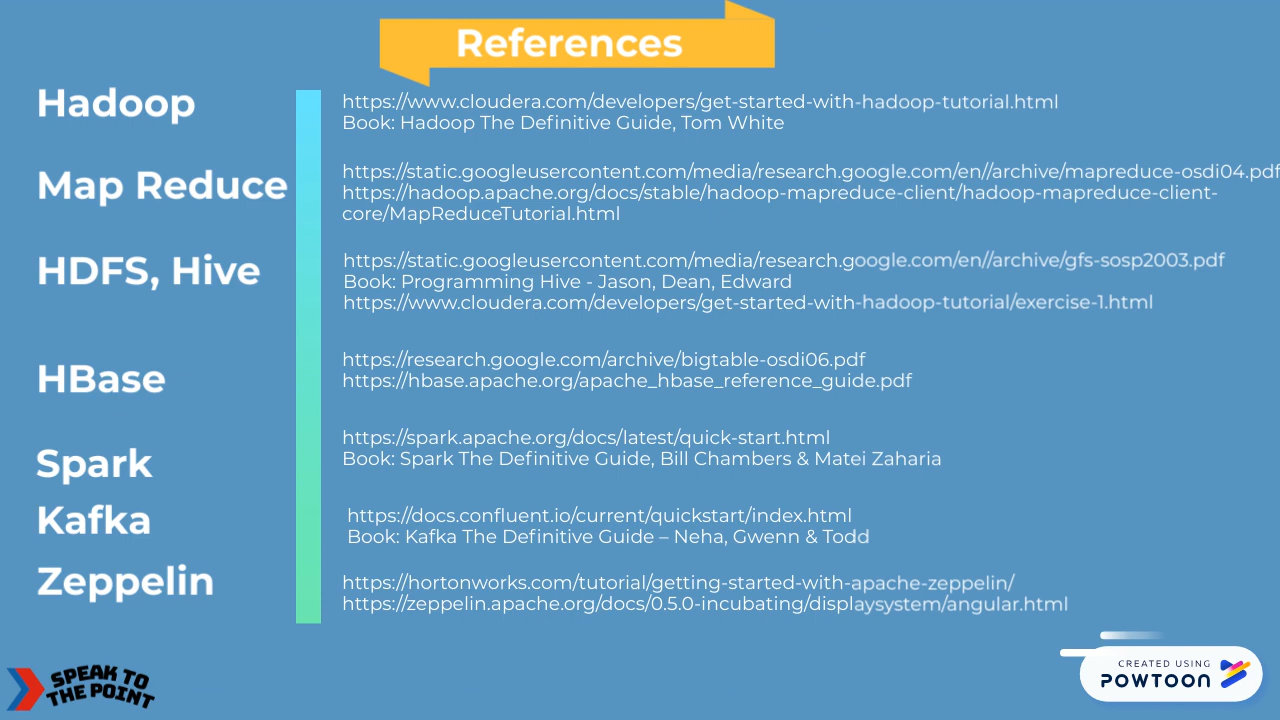 References
Hadoop
https://www.cloudera.com/developers/get-started-with-hadoop-tutorial.html
Book: Hadoop The Definitive Guide, Tom White
Map Reduce
https://static.googleusercontent.com/media/research.google.com/en//archive/mapreduce-osdi04.pdf
https://hadoop.apache.org/docs/stable/hadoop-mapreduce-client/hadoop-mapreduce-client-
core/MapReduceTutorial.html
HDFS, Hive
https://static.googleusercontent.com/media/research.google.com/en//archive/gfs-sosp2003.pdf
Book: Programming Hive - Jason, Dean, Edward
https://www.cloudera.com/developers/get-started-with-hadoop-tutorial/exercise-1.html
HBase
https://research.google.com/archive/bigtable-osdi06.pdf
https://hbase.apache.org/apache_hbase_reference_guide.pdf
Spark
https://spark.apache.org/docs/latest/quick-start.html
Book: Spark The Definitive Guide, Bill Chambers & Matei Zaharia
Kafka
https://docs.confluent.io/current/quickstart/index.html
Book: Kafka The Definitive Guide – Neha, Gwenn & Todd
Zeppelin
https://hortonworks.com/tutorial/getting-started-with-apache-zeppelin/
https://zeppelin.apache.org/docs/0.5.0-incubating/displaysystem/angular.html
SPEAK TO
THE POINT
CREATED USING
POWTOON